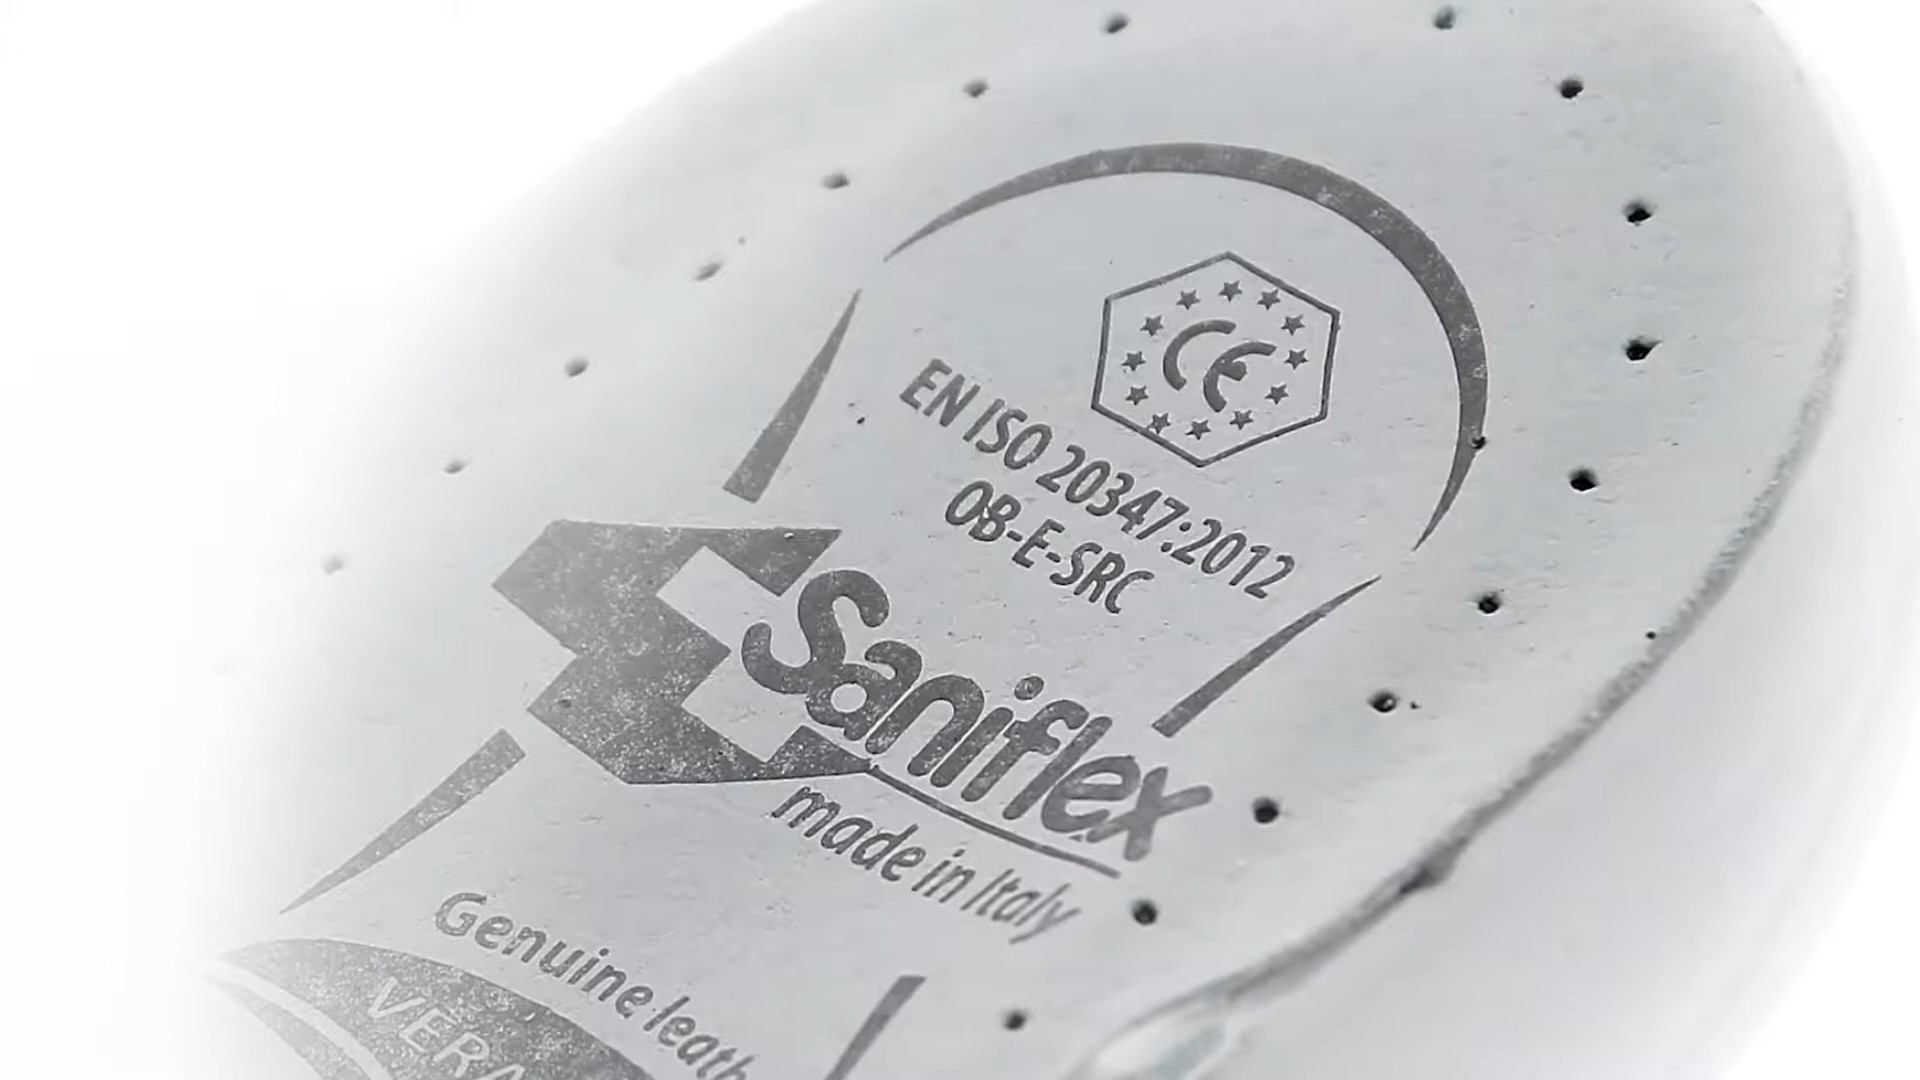 CE
EN ISO 20347:2012
OB-E-SRC
Saniflex
made in Italy
Genuine